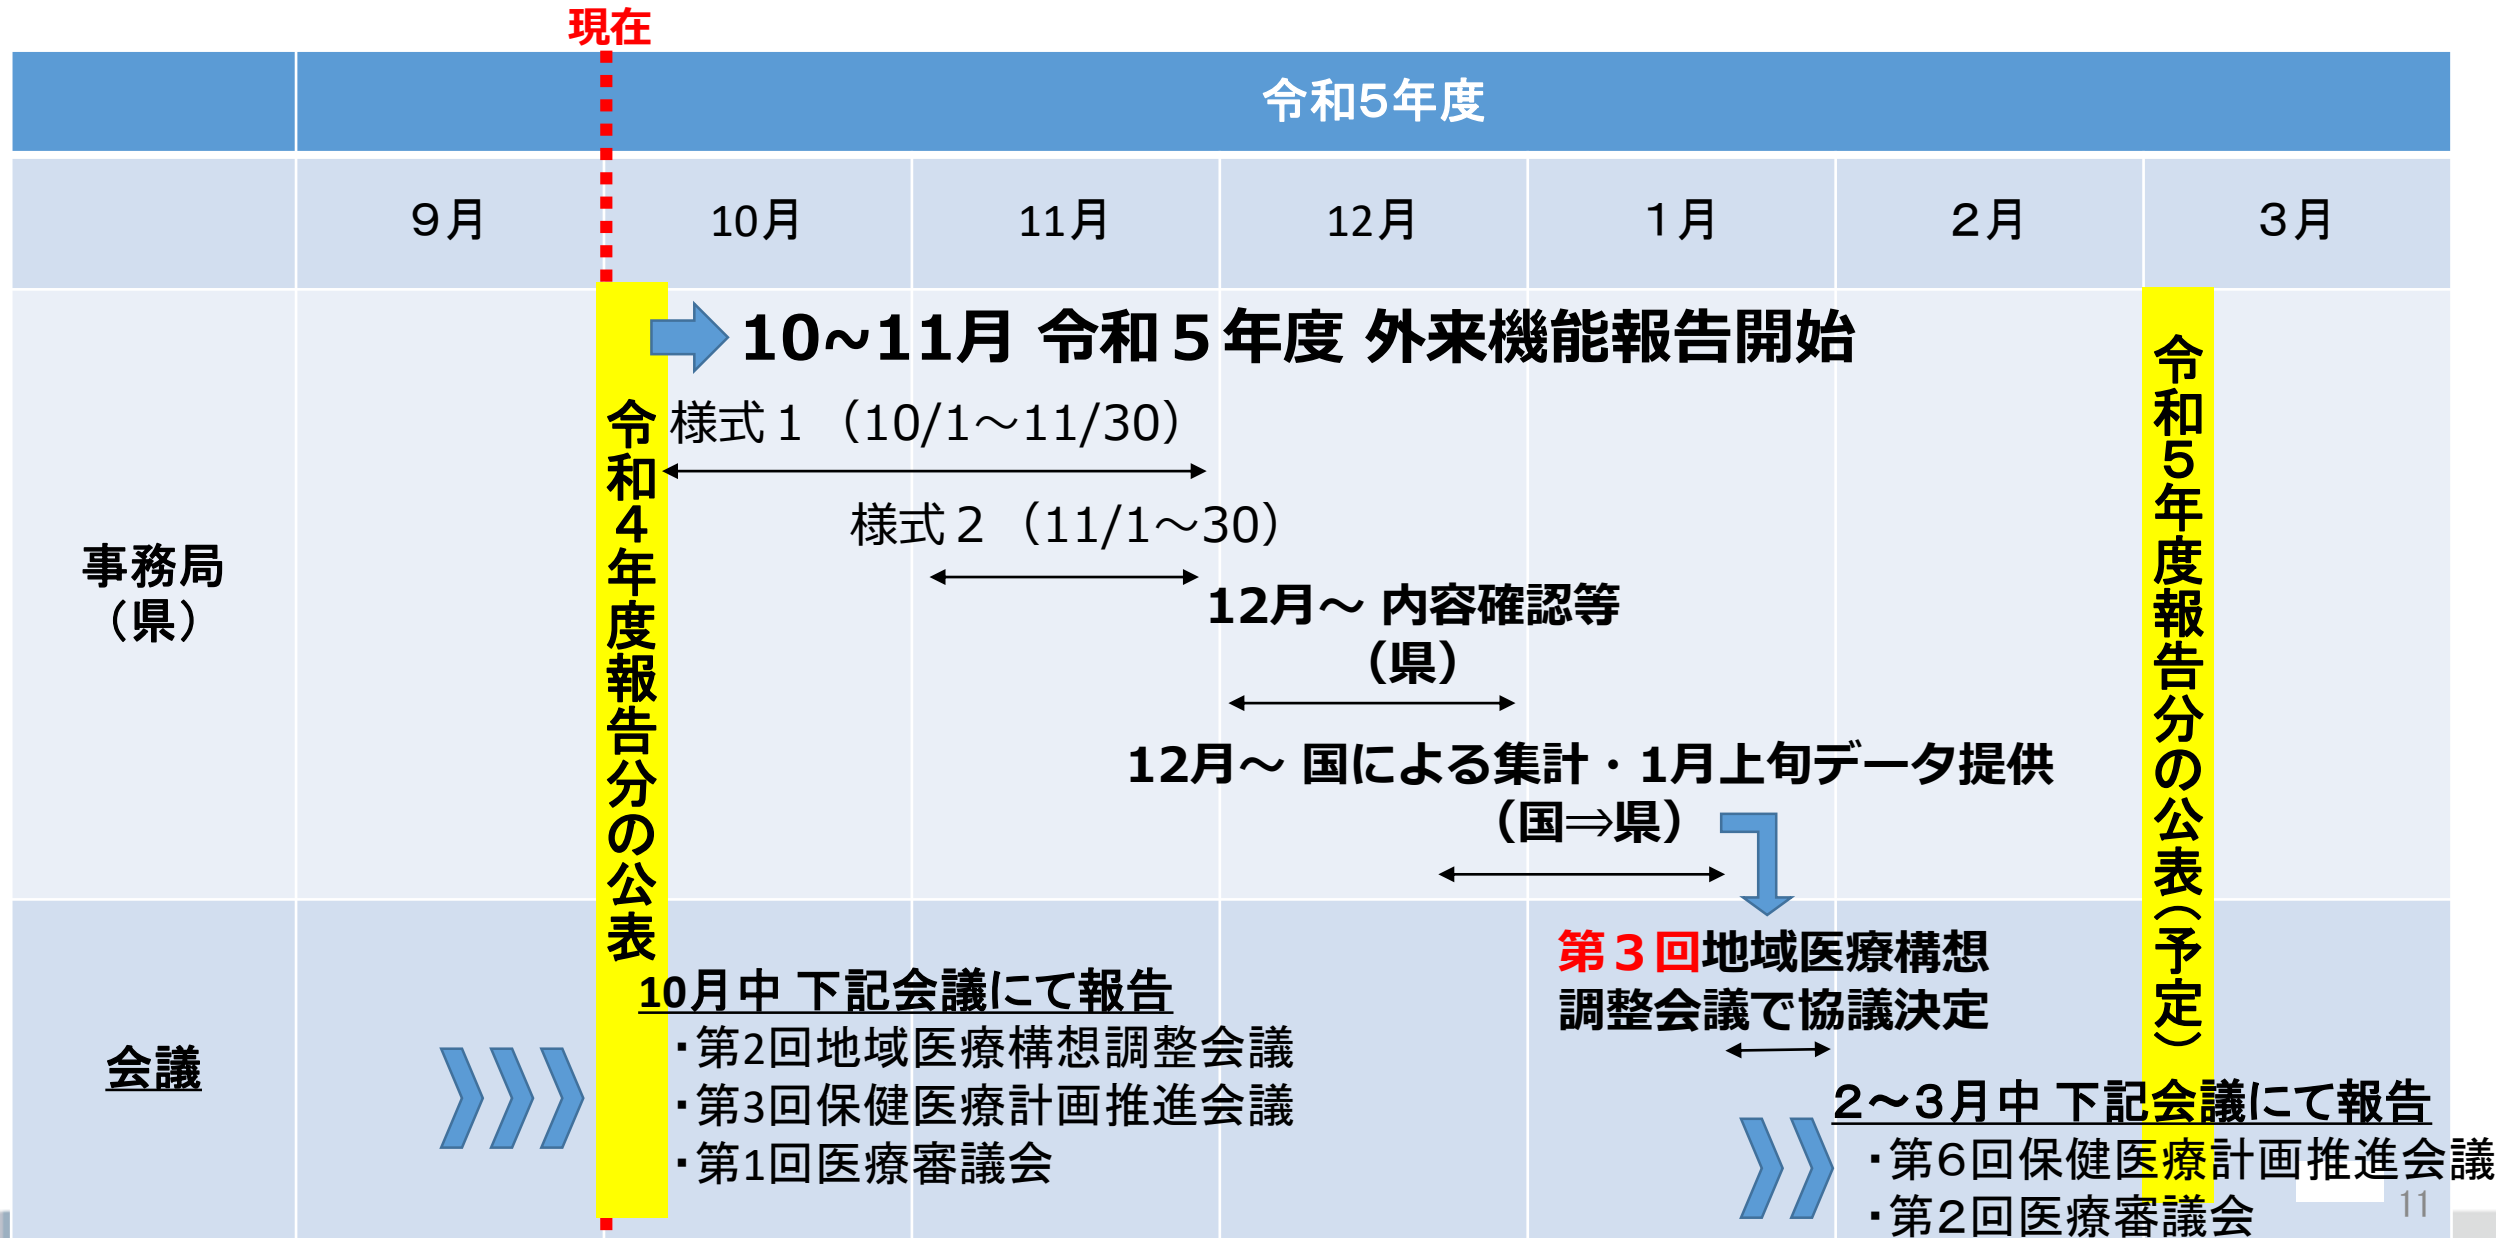 現在
令和5年度
９月
10月
11月
12月
１月
２月
３月
事務局
（県）
10~11月 令和５年度 外来機能報告開始
様式１（10/1～11/30）
様式２（11/1～30）
12月～ 内容確認等
（県）
12月～ 国による集計・1月上旬データ提供
（国⇒県）
令和４年度報告分の公表
令和５年度報告分の公表（予定）
会議
10月中 下記会議にて報告
・第2回地域医療構想調整会議
・第3回保健医療計画推進会議
・第1回医療審議会
第３回地域医療構想
調整会議で協議決定
２～３月中 下記会議にて報告
・第６回保健医療計画推進会議
・第２回医療審議会
11